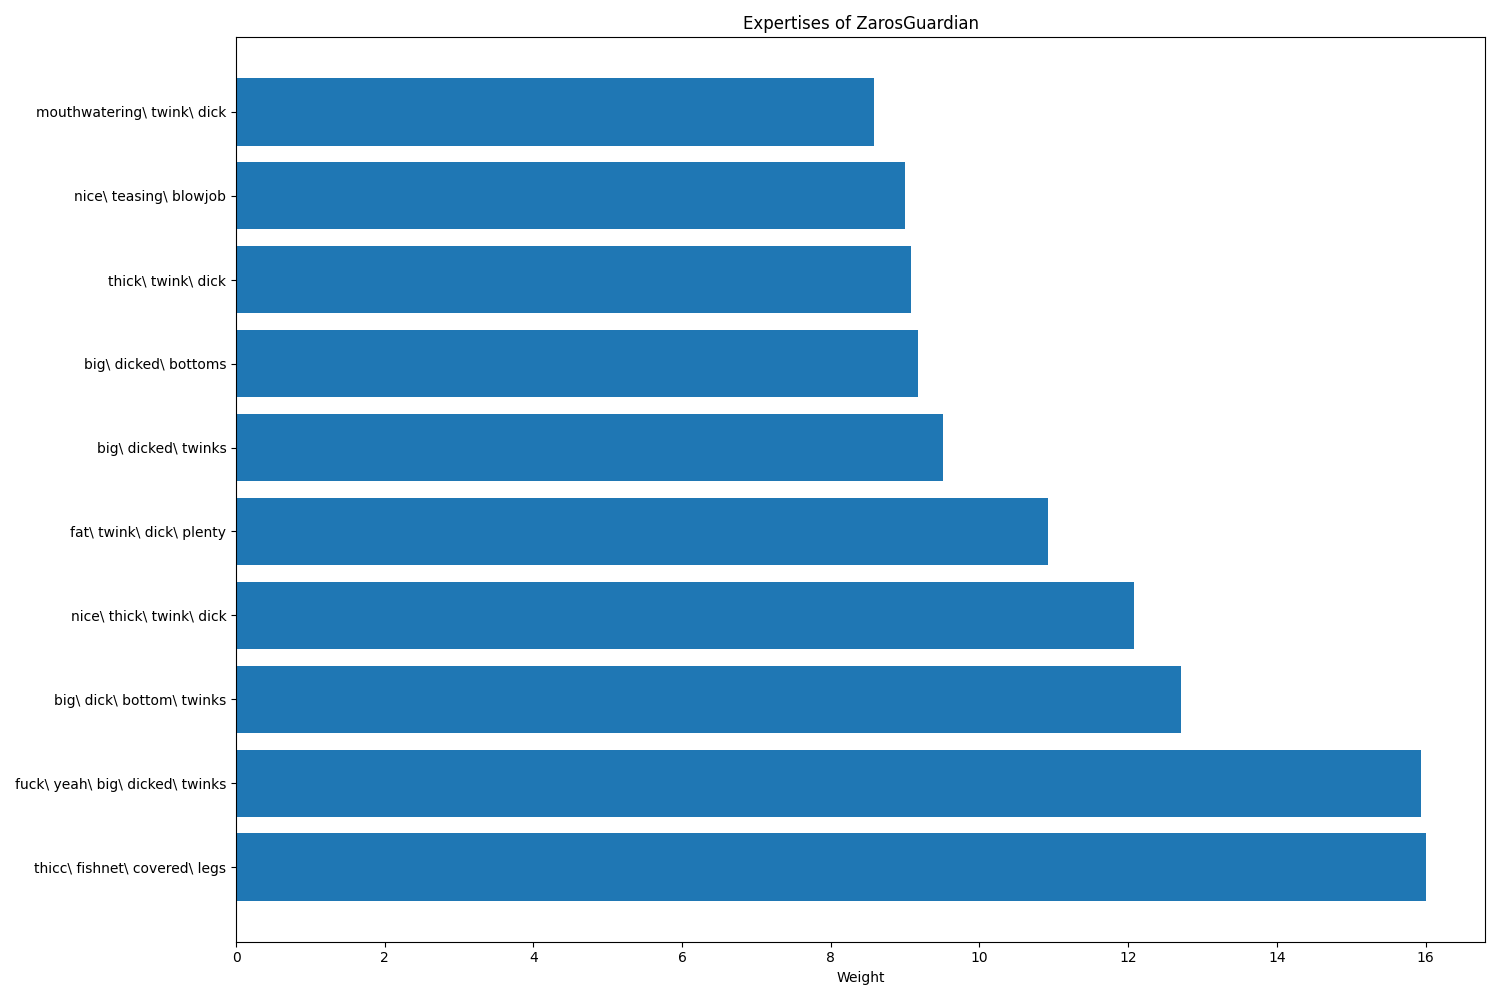 Expertises of ZarosGuardian
mouthwatering\ twink\ dick
nice\ teasing\ blowjob
thick\ twink\ dick
big\ dicked\ bottoms
big\ dicked\ twinks
fat\ twink\ dick\ plenty
nice\ thick\ twink\ dick
big\ dick\ bottom\ twinks
fuck\ yeah\ big\ dicked\ twinks
thicc\ fishnet\ covered\ legs
0 2 4 6 8 10 12 14 16
Weight